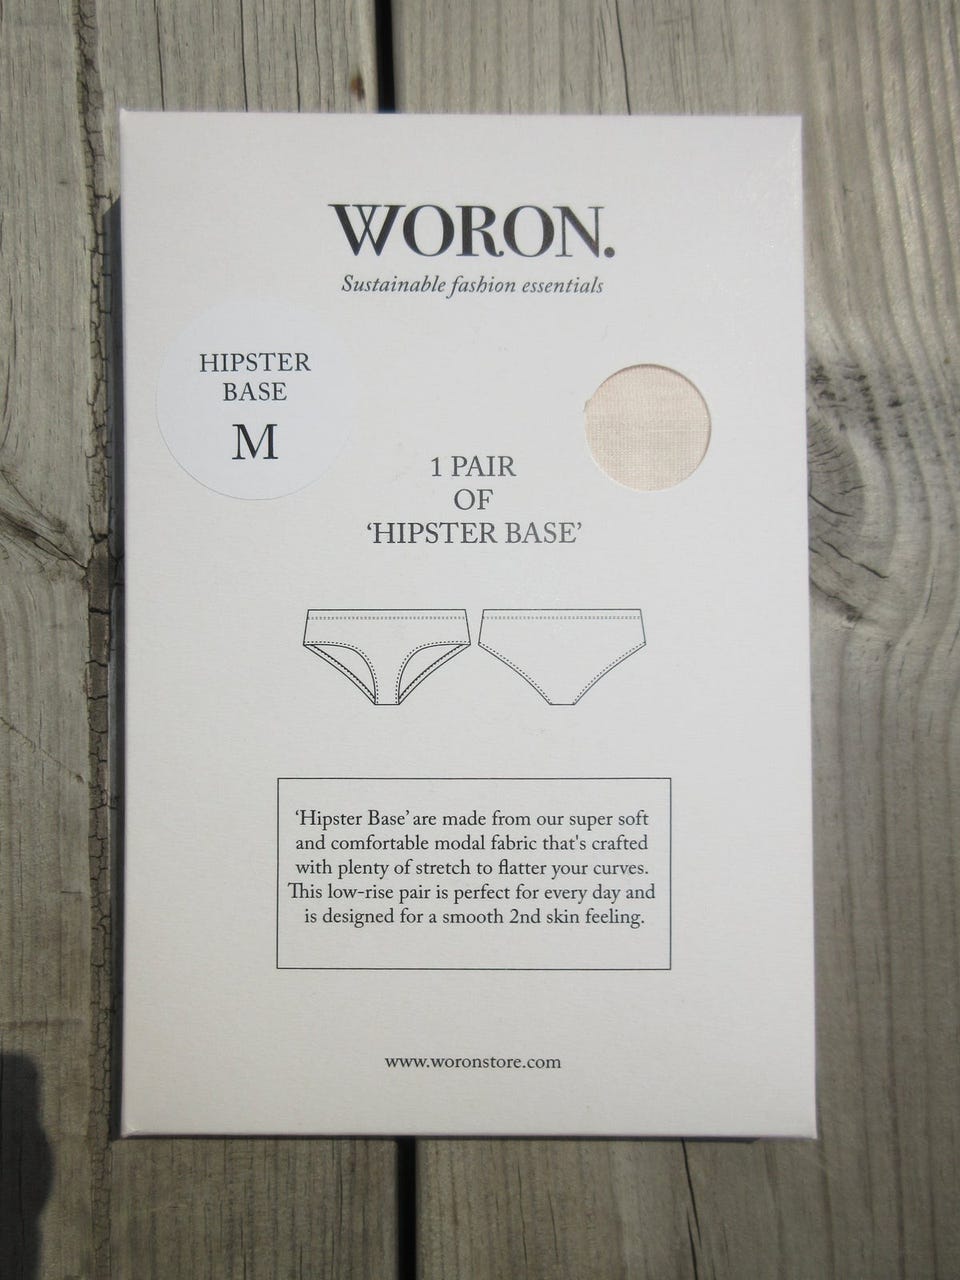 WORON.
Sustainable fashion essentials
HIPSTER
BASE
M
1 PAIR
OF
‘HIPSTER BASE’
‘Hipster Base’ are made from our super soft
and comfortable modal fabric that's crafted
with plenty of stretch to flatter your curves.
This low-rise pair is perfect for every day and
is designed for a smooth 2nd skin feeling.
www.woronstore.com